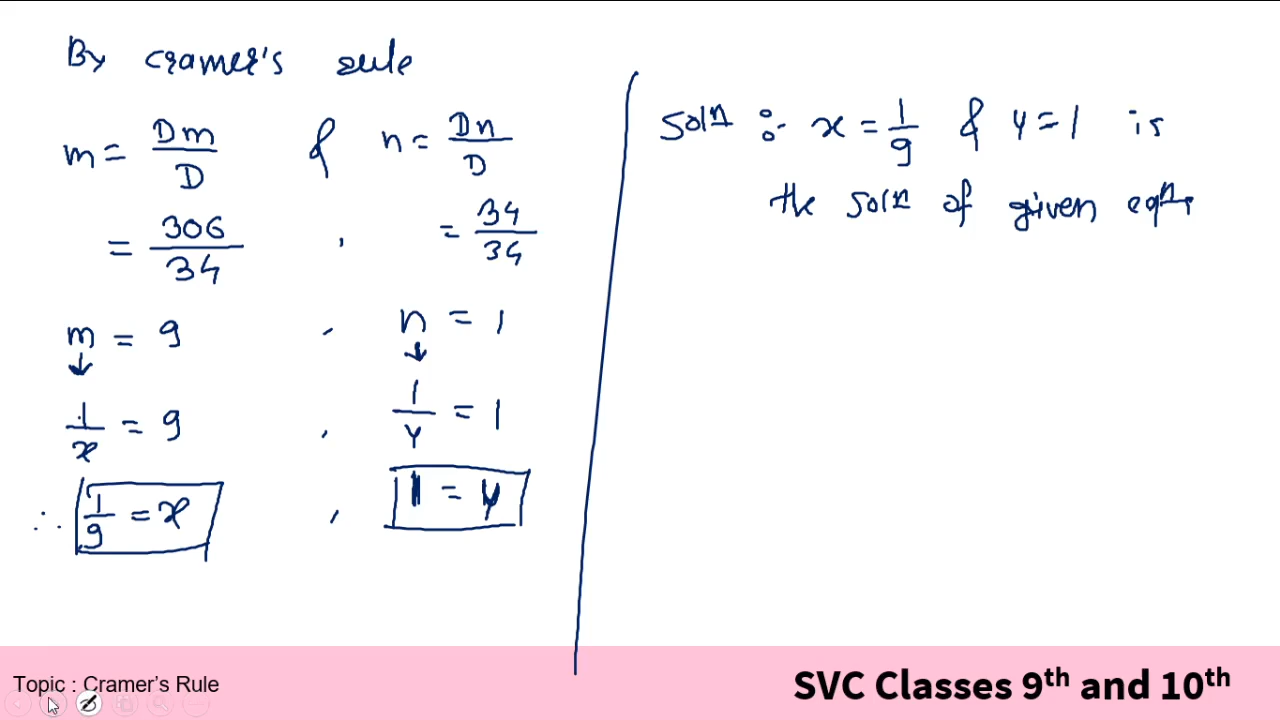 By cramer's rule
m = Dm/D & n = Dn/D
= 306/34 , = 34/34
m = 9 , n = 1
1/x = 9 , 1/y = 1
∴ 1/9 = x , 1 = y
Soln :- x = 1/9 & y = 1 is
the soln of given eqn.
Topic : Cramer's Rule
SVC Classes 9th and 10th